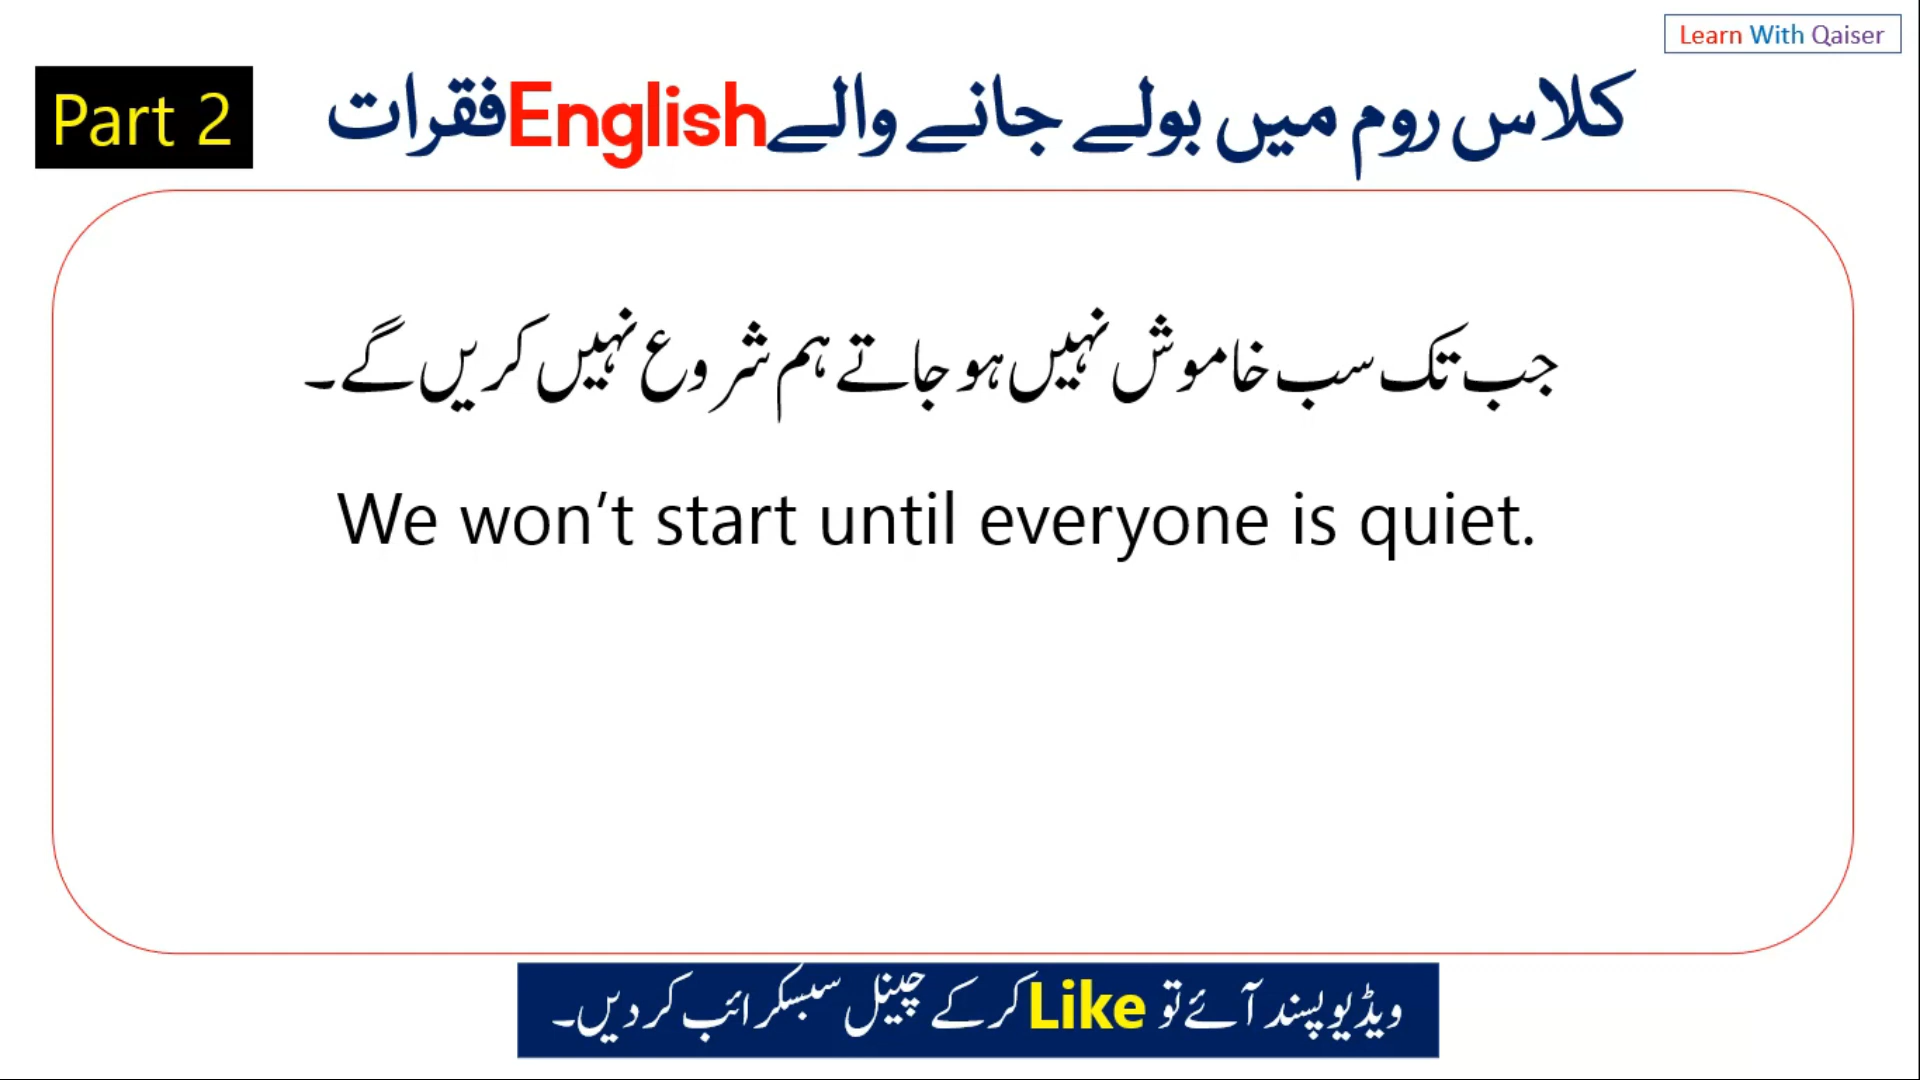 Learn With Qaiser
Part 2
کلاس روم میں بولے جانے والے English فقرات
جب تک سب خاموش نہیں ہو جاتے ہم شروع نہیں کریں گے۔
We won’t start until everyone is quiet.
ویڈیو پسند آئے تو Like کر کے چینل سبسکرائب کر دیں۔